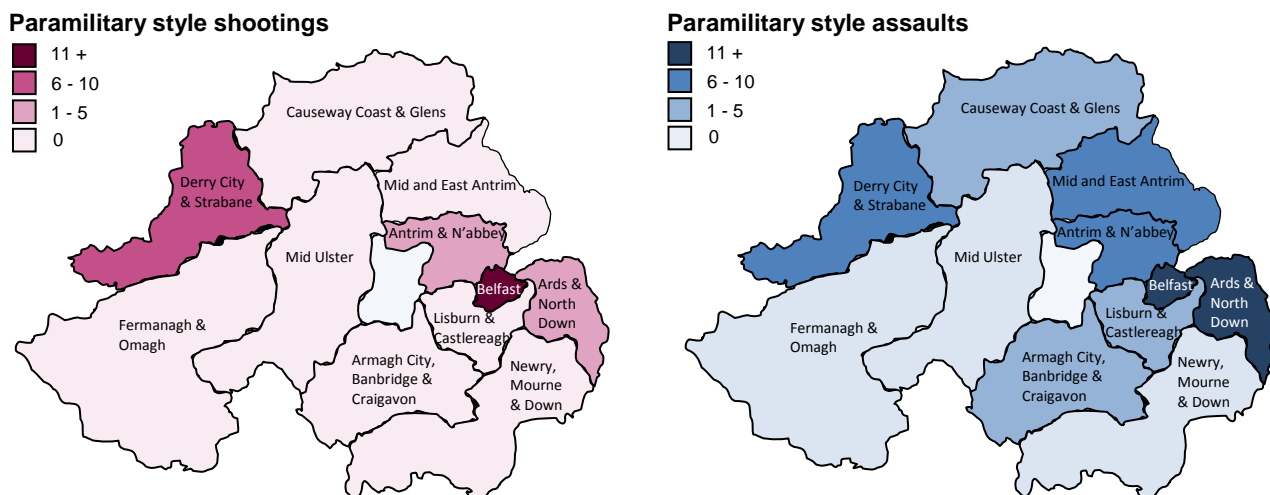 Paramilitary style shootings
11 +
6 - 10
1 - 5
0
Causeway Coast & Glens
Derry City
& Strabane
Mid and East Antrim
Antrim & N'abbey
Mid Ulster
Belfast
Ards &
North
Down
Fermanagh &
Omagh
Lisburn &
Castlereagh
Armagh City,
Banbridge &
Craigavon
Newry,
Mourne
& Down
Paramilitary style assaults
11 +
6 - 10
1 - 5
0
Causeway Coast & Glens
Derry City
& Strabane
Mid and East Antrim
Antrim & N'abbey
Mid Ulster
Belfast
Ards &
North
Down
Fermanagh &
Omagh
Lisburn &
Castlereagh
Armagh City,
Banbridge &
Craigavon
Newry,
Mourne
& Down